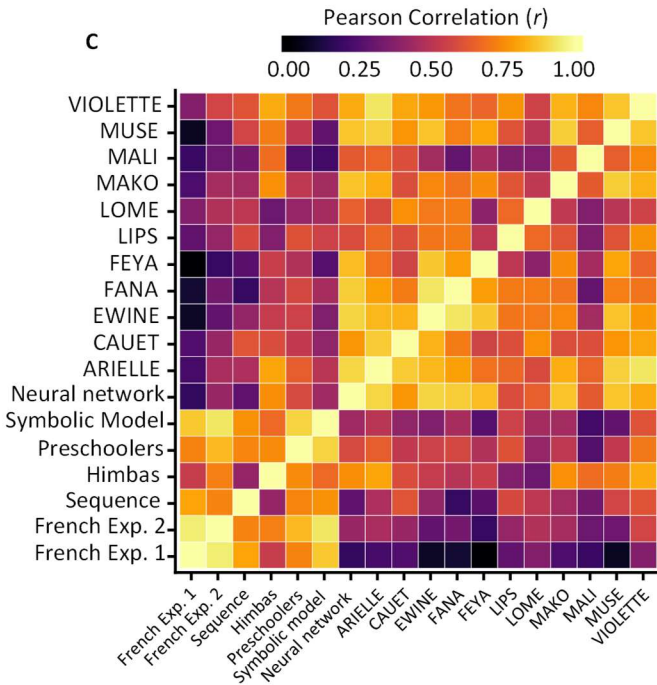 Pearson Correlation (r)
C
0.00 0.25 0.50 0.75 1.00
VIOLETTE
MUSE
MALI
MAKO
LOME
LIPS
FEYA
FANA
EWINE
CAUET
ARIELLE
Neural network
Symbolic Model
Preschoolers
Himbas
Sequence
French Exp. 2
French Exp. 1
French Exp. 1
French Exp. 2
Sequence
Himbas
Preschoolers
Symbolic model
Neural network
ARIELLE
CAUET
EWINE
FANA
FEYA
LIPS
LOME
MAKO
MALI
MUSE
VIOLETTE